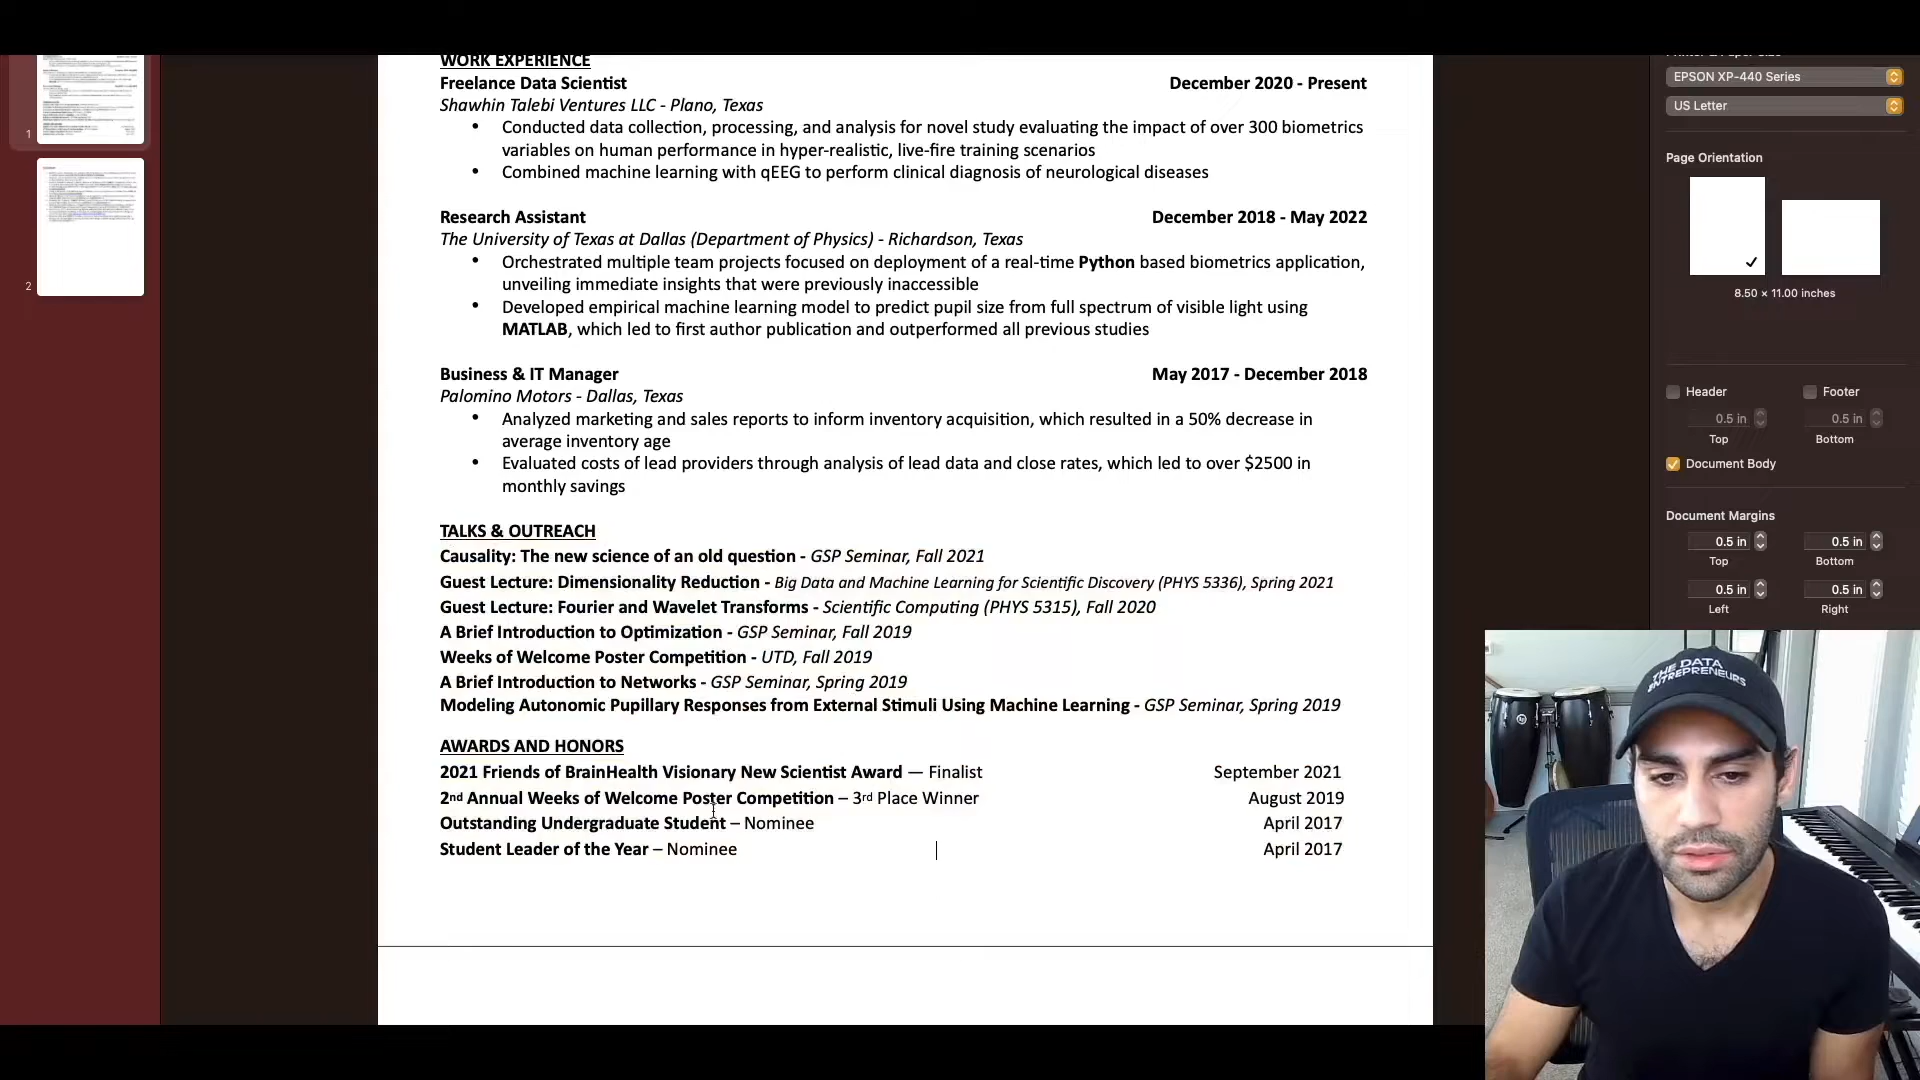 WORK EXPERIENCE
Freelance Data Scientist December 2020 - Present
Shawhin Talebi Ventures LLC - Plano, Texas
• Conducted data collection, processing, and analysis for novel study evaluating the impact of over 300 biometrics
variables on human performance in hyper-realistic, live-fire training scenarios
• Combined machine learning with qEEG to perform clinical diagnosis of neurological diseases
Research Assistant December 2018 - May 2022
The University of Texas at Dallas (Department of Physics) - Richardson, Texas
• Orchestrated multiple team projects focused on deployment of a real-time Python based biometrics application,
unveiling immediate insights that were previously inaccessible
• Developed empirical machine learning model to predict pupil size from full spectrum of visible light using
MATLAB, which led to first author publication and outperformed all previous studies
Business & IT Manager May 2017 - December 2018
Palomino Motors - Dallas, Texas
• Analyzed marketing and sales reports to inform inventory acquisition, which resulted in a 50% decrease in
average inventory age
• Evaluated costs of lead providers through analysis of lead data and close rates, which led to over $2500 in
monthly savings
TALKS & OUTREACH
Causality: The new science of an old question - GSP Seminar, Fall 2021
Guest Lecture: Dimensionality Reduction - Big Data and Machine Learning for Scientific Discovery (PHYS 5336), Spring 2021
Guest Lecture: Fourier and Wavelet Transforms - Scientific Computing (PHYS 5315), Fall 2020
A Brief Introduction to Optimization - GSP Seminar, Fall 2019
Weeks of Welcome Poster Competition - UTD, Fall 2019
A Brief Introduction to Networks - GSP Seminar, Spring 2019
Modeling Autonomic Pupillary Responses from External Stimuli Using Machine Learning - GSP Seminar, Spring 2019
AWARDS AND HONORS
2021 Friends of BrainHealth Visionary New Scientist Award — Finalist September 2021
2nd Annual Weeks of Welcome Poster Competition – 3rd Place Winner August 2019
Outstanding Undergraduate Student – Nominee April 2017
Student Leader of the Year – Nominee April 2017
1
2
EPSON XP-440 Series
US Letter
Page Orientation
8.50 × 11.00 inches
Header Footer
0.5 in 0.5 in
Top Bottom
Document Body
Document Margins
0.5 in 0.5 in
Top Bottom
0.5 in 0.5 in
Left Right
THE DATA
ENTREPRENEURS